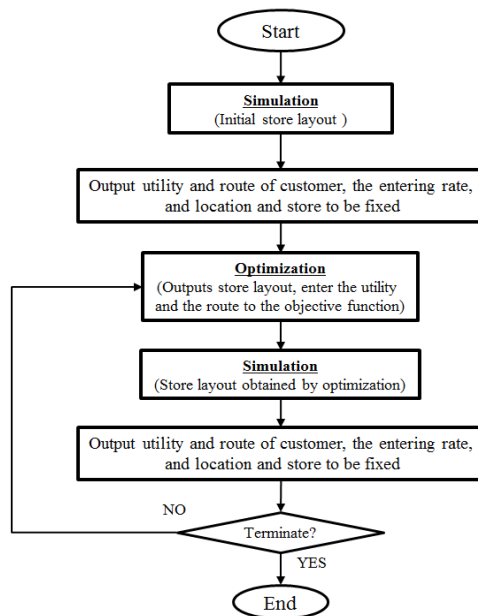 Start
Simulation
(Initial store layout )
Output utility and route of customer, the entering rate,
and location and store to be fixed
Optimization
(Outputs store layout, enter the utility
and the route to the objective function)
Simulation
(Store layout obtained by optimization)
Output utility and route of customer, the entering rate,
and location and store to be fixed
NO
Terminate?
YES
End